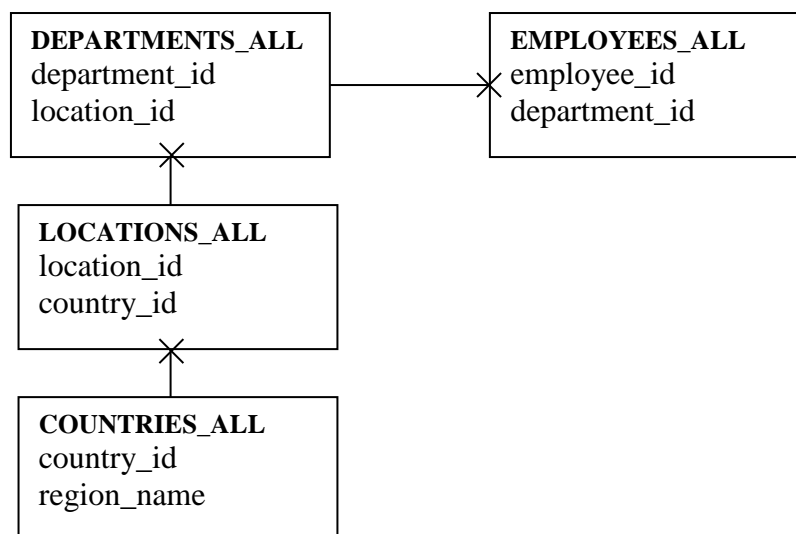 DEPARTMENTS_ALL
department_id
location_id
EMPLOYEES_ALL
employee_id
department_id
LOCATIONS_ALL
location_id
country_id
COUNTRIES_ALL
country_id
region_name